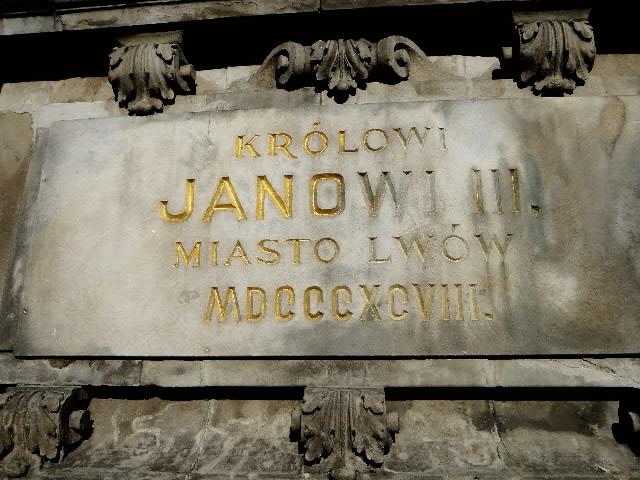 KRÓLOWI
JANOWI III.
MIASTO LWÓW
MDCCCXCVIII.